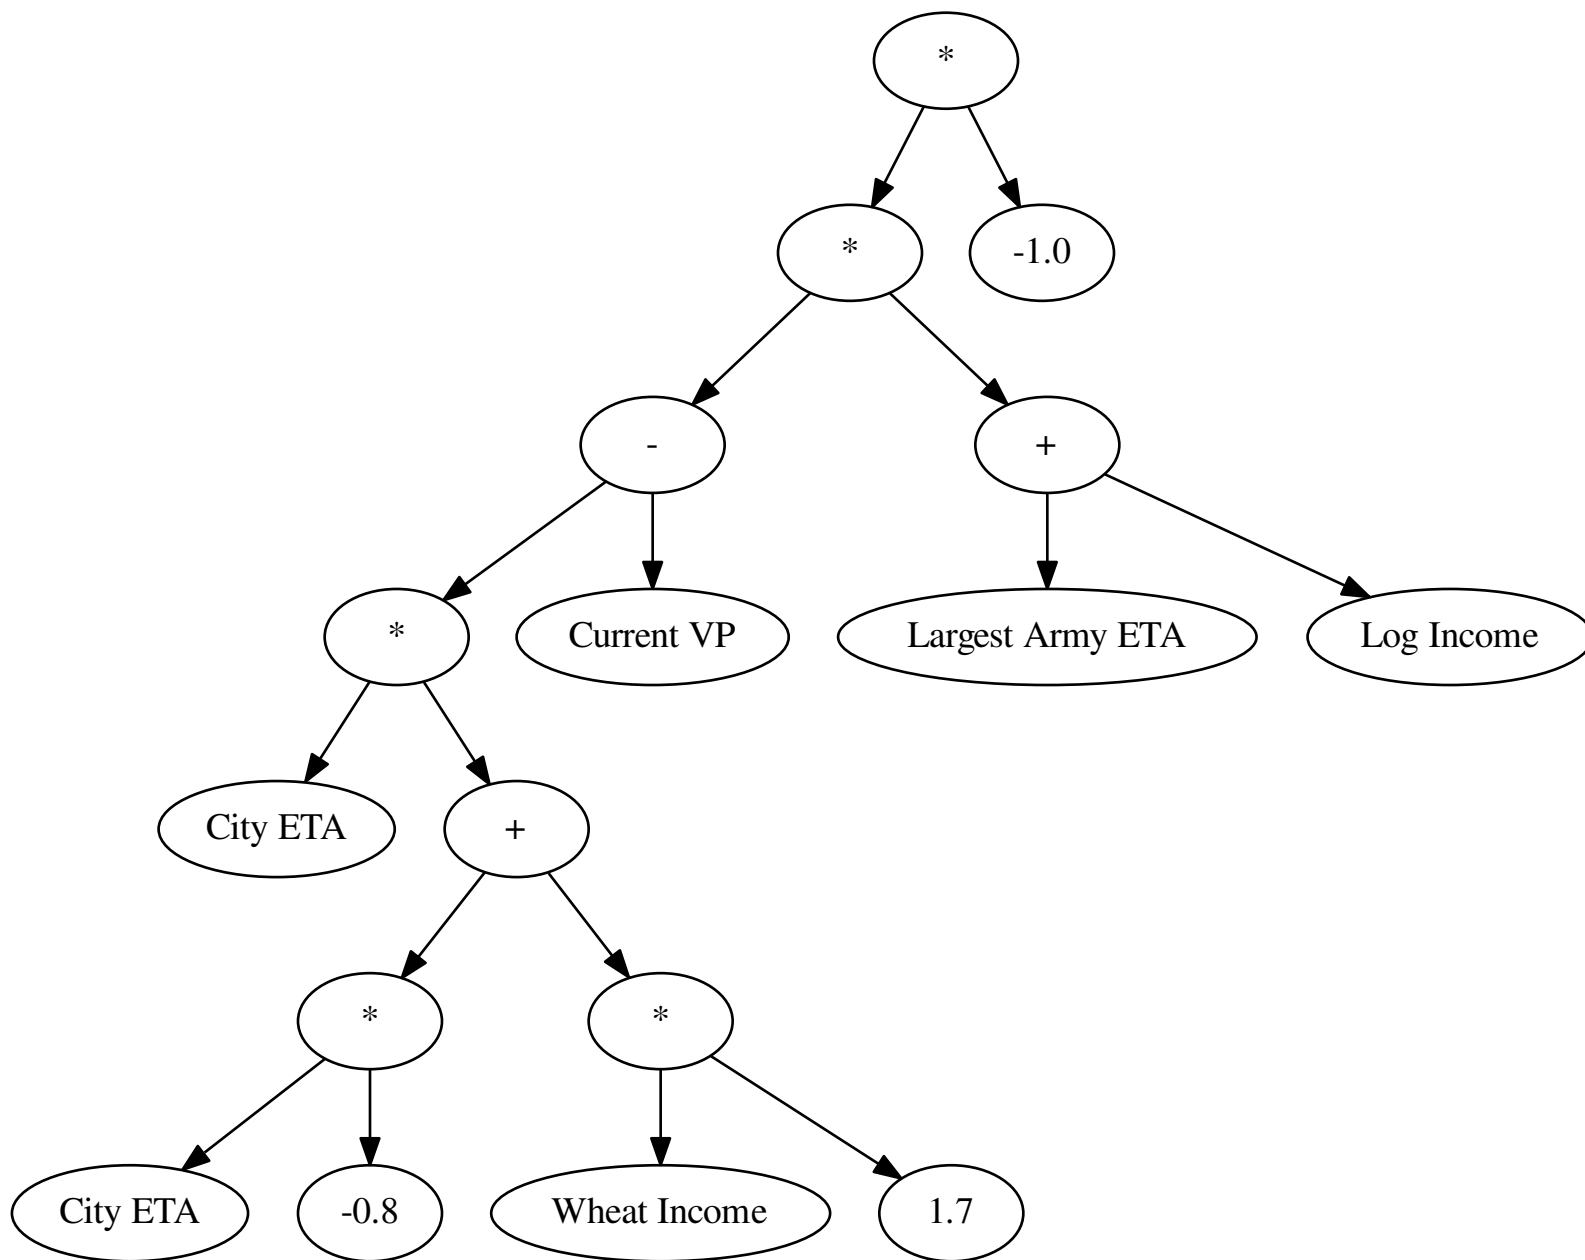 *
*
-1.0
-
+
*
Current VP
Largest Army ETA
Log Income
City ETA
+
*
*
City ETA
-0.8
Wheat Income
1.7